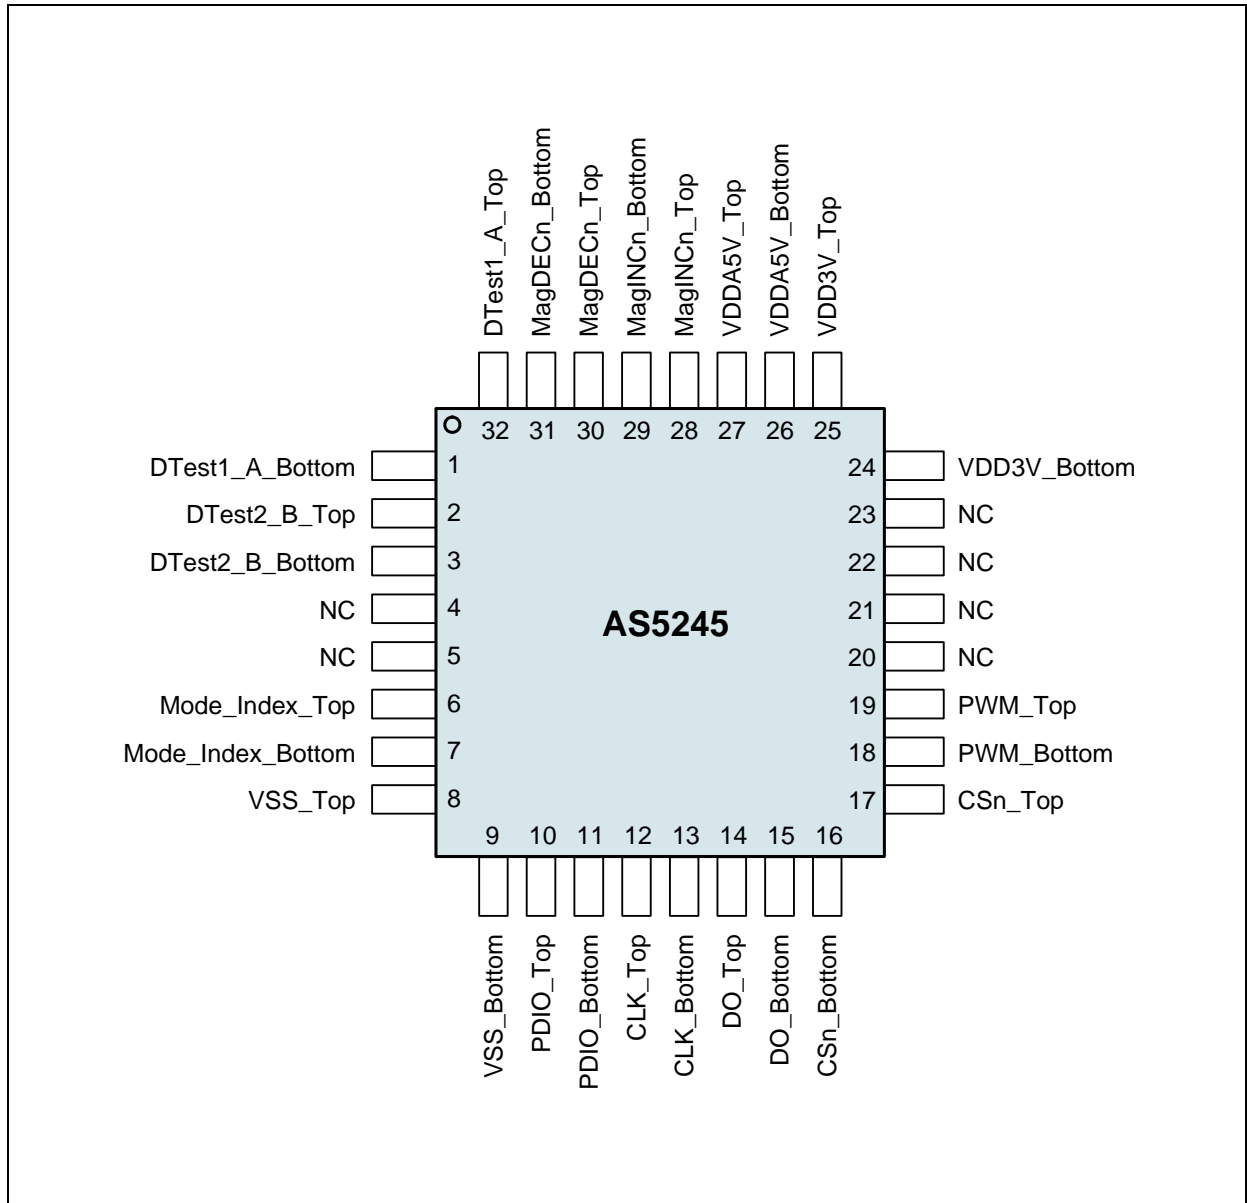 DTest1_A_Top
MagDECn_Bottom
MagDECn_Top
MagINCn_Bottom
MagINCn_Top
VDDA5V_Top
VDDA5V_Bottom
VDD3V_Top
32 31 30 29 28 27 26 25
DTest1_A_Bottom 1
DTest2_B_Top 2
DTest2_B_Bottom 3
NC 4
NC 5
Mode_Index_Top 6
Mode_Index_Bottom 7
VSS_Top 8
AS5245
24 VDD3V_Bottom
23 NC
22 NC
21 NC
20 NC
19 PWM_Top
18 PWM_Bottom
17 CSn_Top
9 10 11 12 13 14 15 16
VSS_Bottom
PDIO_Top
PDIO_Bottom
CLK_Top
CLK_Bottom
DO_Top
DO_Bottom
CSn_Bottom